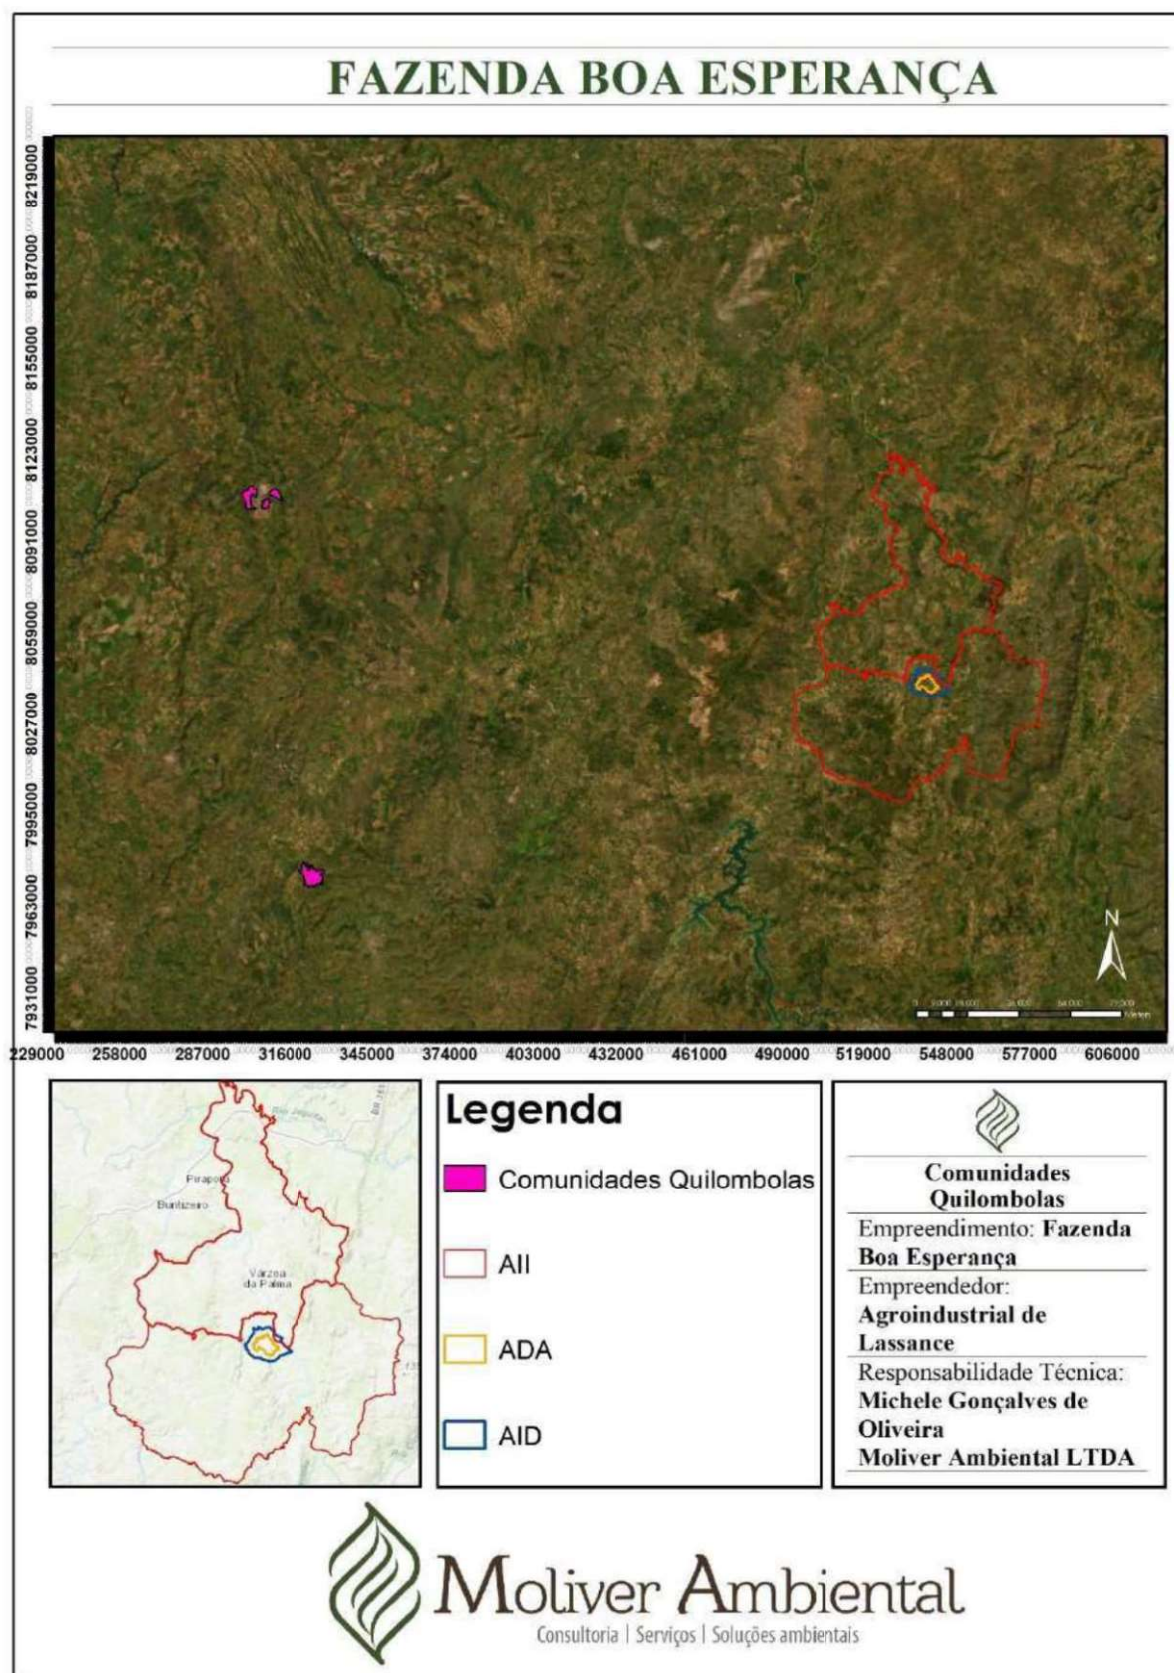 FAZENDA BOA ESPERANÇA
8219000
8187000
8155000
8123000
8091000
8059000
8027000
7995000
7963000
7931000
N
229000 258000 287000 316000 345000 374000 403000 432000 461000 490000 519000 548000 577000 606000
Pirapora
Buritizeiro
Várzea
da Palma
Legenda
Comunidades Quilombolas
AII
ADA
AID
Comunidades
Quilombolas
Empreendimento: Fazenda
Boa Esperança
Empreendedor:
Agroindustrial de
Lassance
Responsabilidade Técnica:
Michele Gonçalves de
Oliveira
Moliver Ambiental LTDA
Moliver Ambiental
Consultoria | Serviços | Soluções ambientais